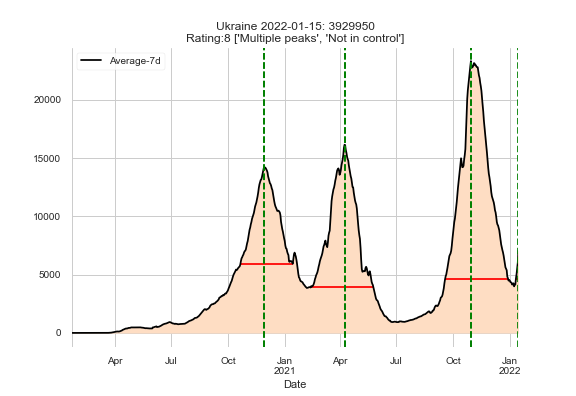 Ukraine 2022-01-15: 3929950
Rating:8 ['Multiple peaks', 'Not in control']
Average-7d
20000
15000
10000
5000
0
Apr Jul Oct Jan Apr Jul Oct Jan
2021 2022
Date